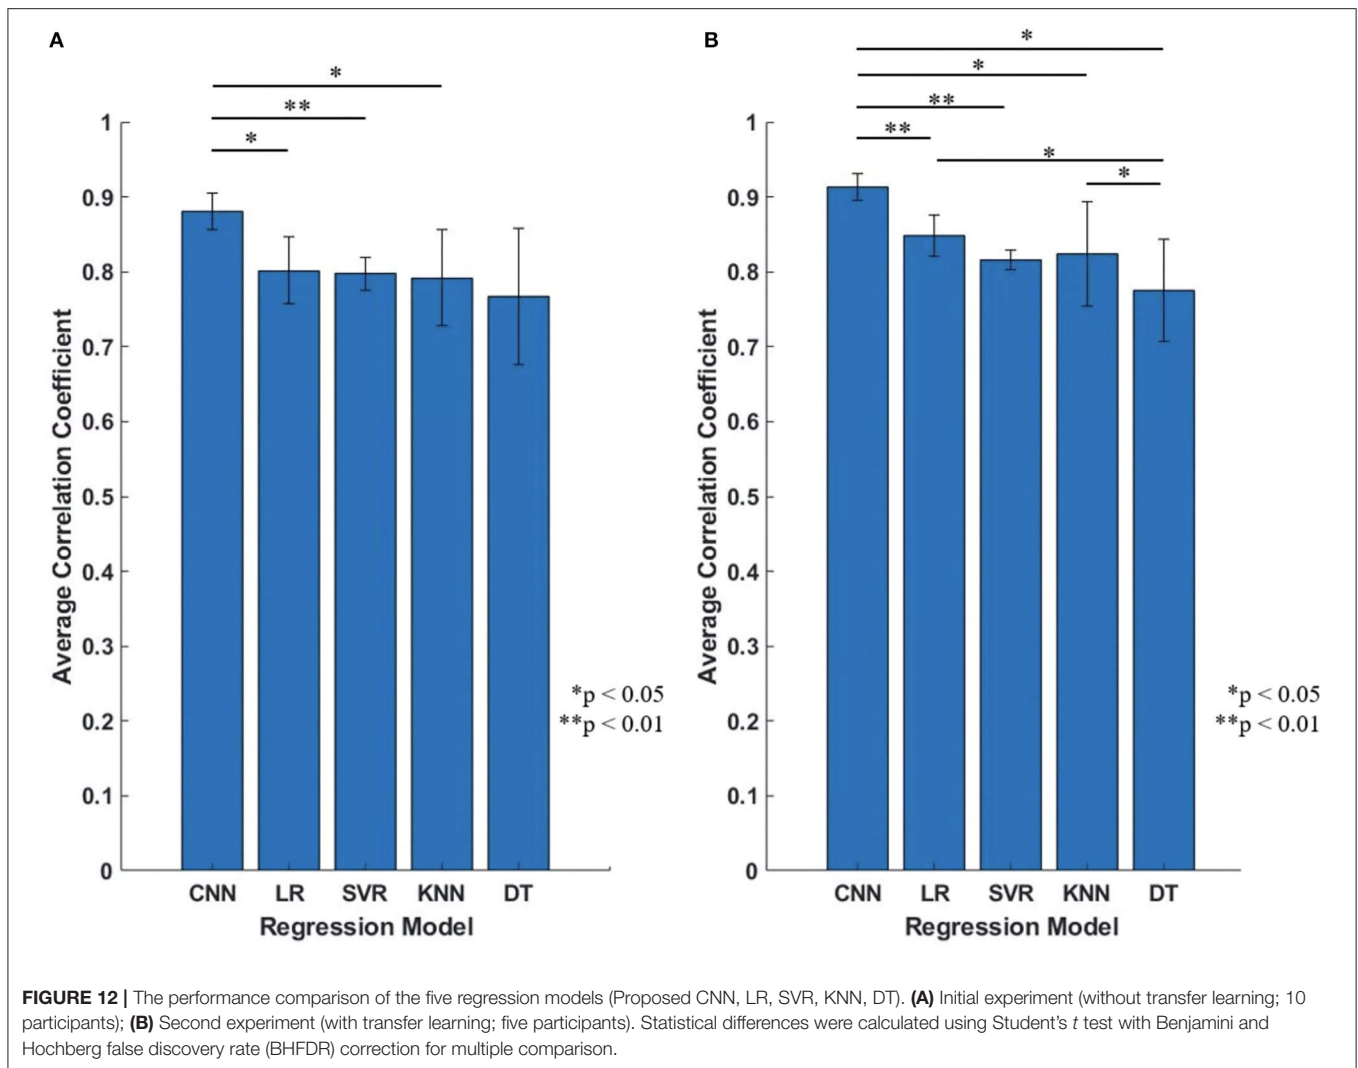 A
*
**
*
1
0.9
0.8
0.7
0.6
0.5
0.4
0.3
0.2
0.1
0
Average Correlation Coefficient
CNN LR SVR KNN DT
Regression Model
*p < 0.05
**p < 0.01
B
*
*
**
**
*
*
1
0.9
0.8
0.7
0.6
0.5
0.4
0.3
0.2
0.1
0
Average Correlation Coefficient
CNN LR SVR KNN DT
Regression Model
*p < 0.05
**p < 0.01
FIGURE 12 | The performance comparison of the five regression models (Proposed CNN, LR, SVR, KNN, DT). (A) Initial experiment (without transfer learning; 10
participants); (B) Second experiment (with transfer learning; five participants). Statistical differences were calculated using Student's t test with Benjamini and
Hochberg false discovery rate (BHFDR) correction for multiple comparison.